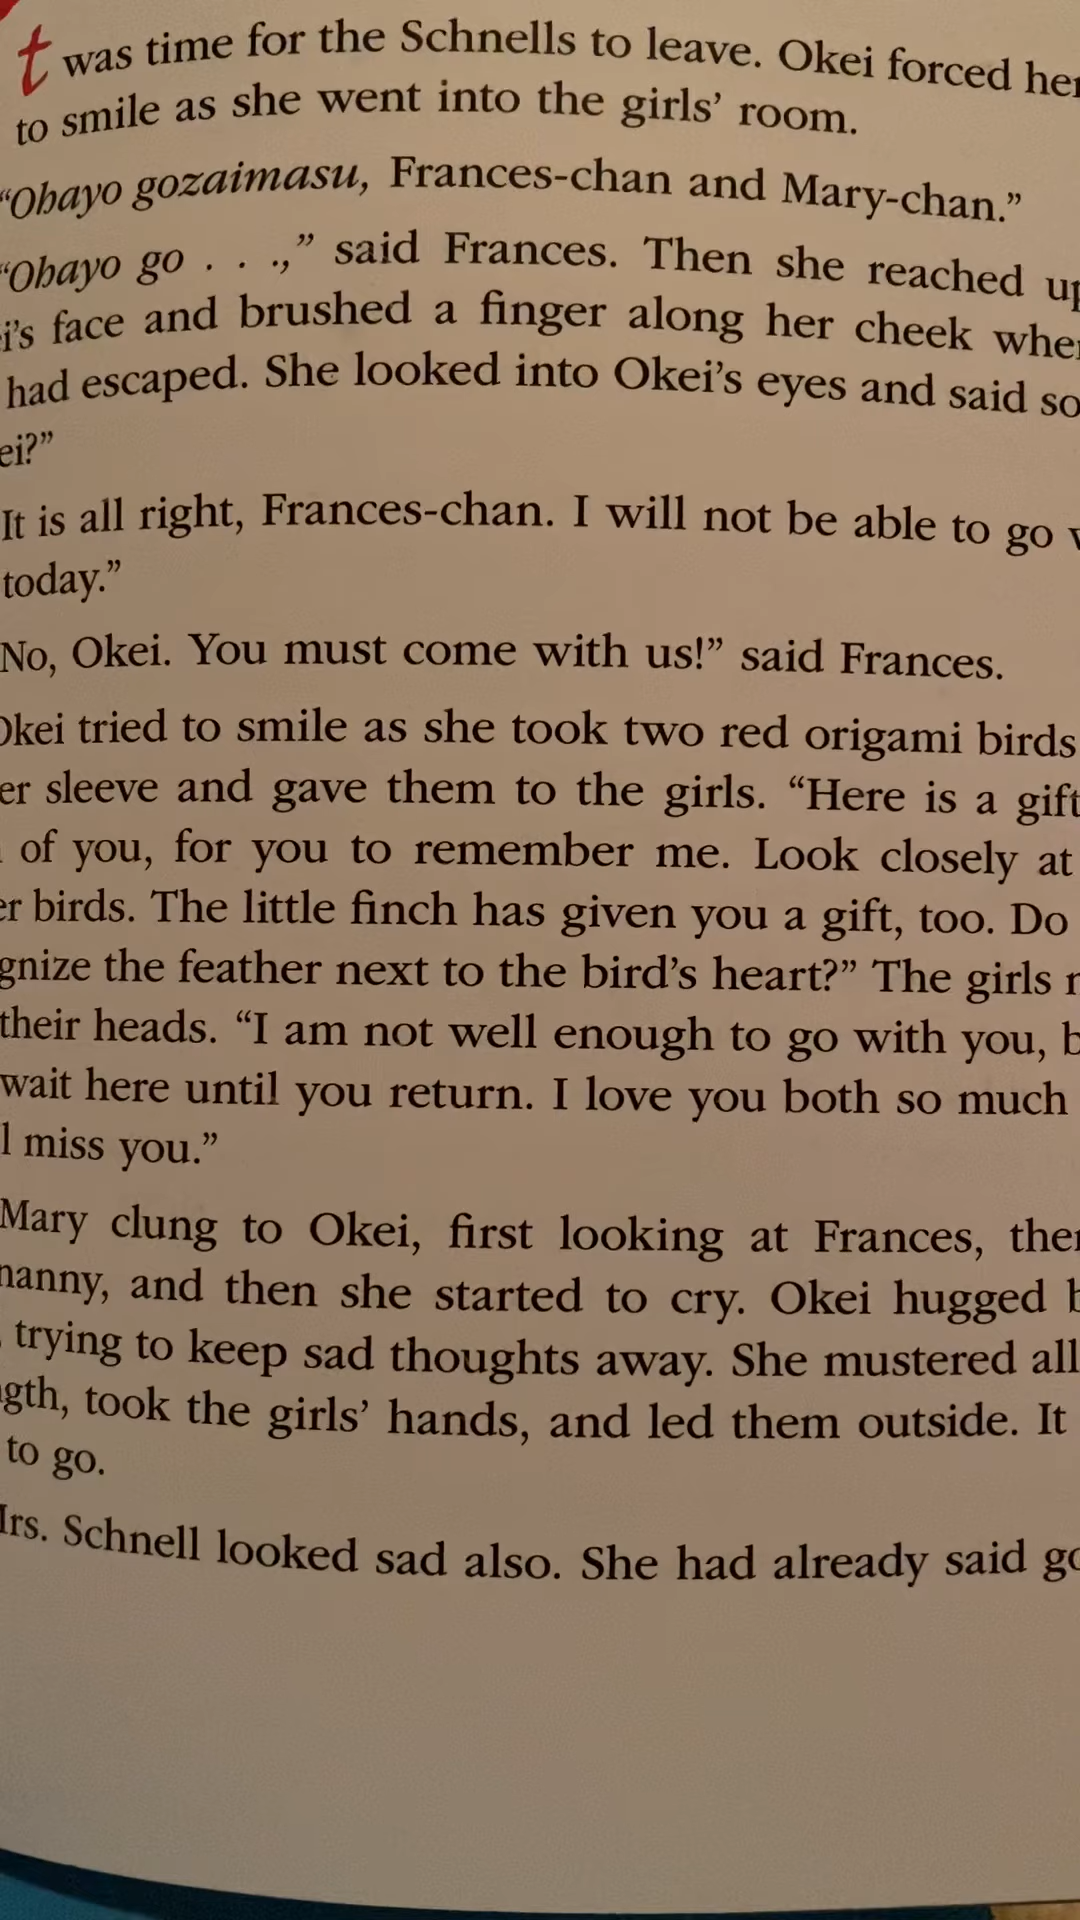 t was time for the Schnells to leave. Okei forced her
to smile as she went into the girls’ room.
“Ohayo gozaimasu, Frances-chan and Mary-chan.”
“Ohayo go . . .,” said Frances. Then she reached up
i’s face and brushed a finger along her cheek wher
had escaped. She looked into Okei’s eyes and said so
ei?”
It is all right, Frances-chan. I will not be able to go
today.”
No, Okei. You must come with us!” said Frances.
Okei tried to smile as she took two red origami birds
er sleeve and gave them to the girls. “Here is a gift
of you, for you to remember me. Look closely at
er birds. The little finch has given you a gift, too. Do
gnize the feather next to the bird’s heart?” The girls
their heads. “I am not well enough to go with you, b
wait here until you return. I love you both so much
l miss you.”
Mary clung to Okei, first looking at Frances, then
nanny, and then she started to cry. Okei hugged b
trying to keep sad thoughts away. She mustered all
gth, took the girls’ hands, and led them outside. It
to go.
Mrs. Schnell looked sad also. She had already said go